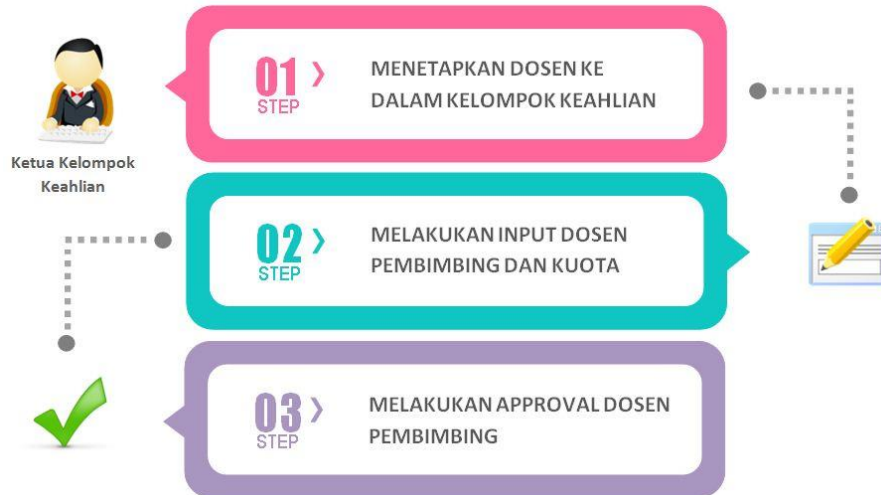 01
STEP
MENETAPKAN DOSEN KE
DALAM KELOMPOK KEAHLIAN
Ketua Kelompok
Keahlian
02
STEP
MELAKUKAN INPUT DOSEN
PEMBIMBING DAN KUOTA
03
STEP
MELAKUKAN APPROVAL DOSEN
PEMBIMBING